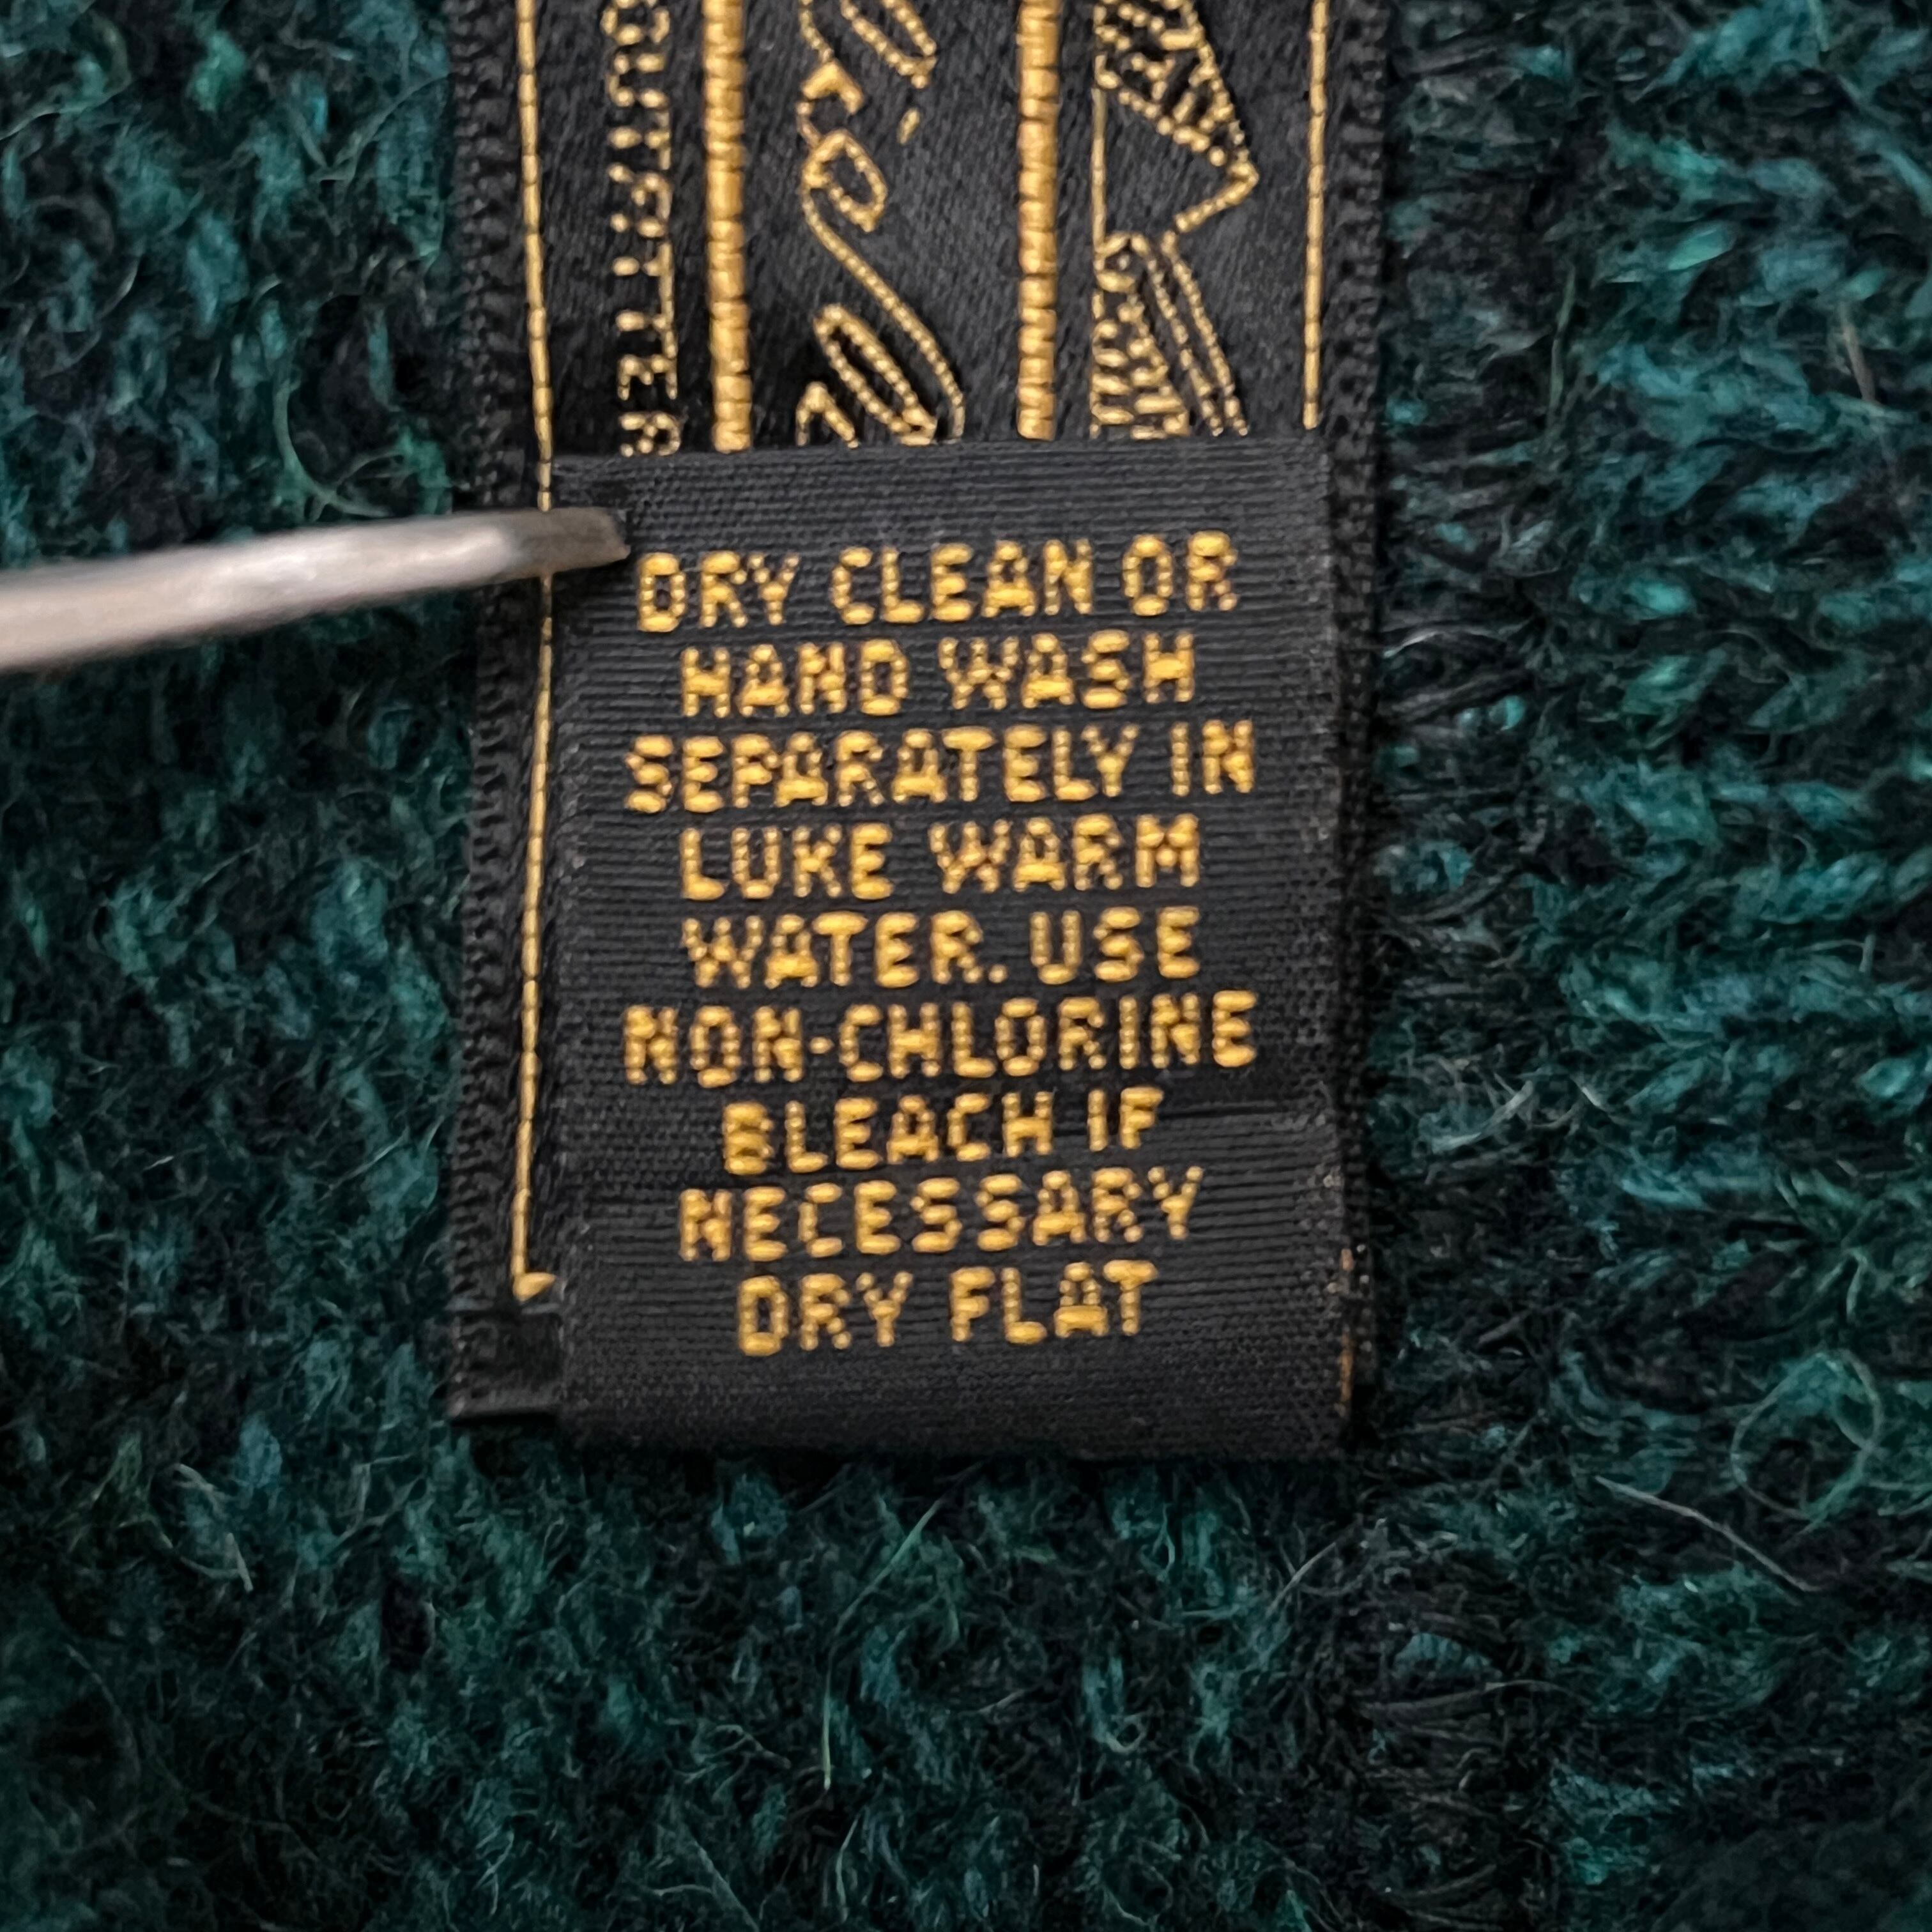 DRY CLEAN OR
HAND WASH
SEPARATELY IN
LUKE WARM
WATER. USE
NON-CHLORINE
BLEACH IF
NECESSARY
DRY FLAT